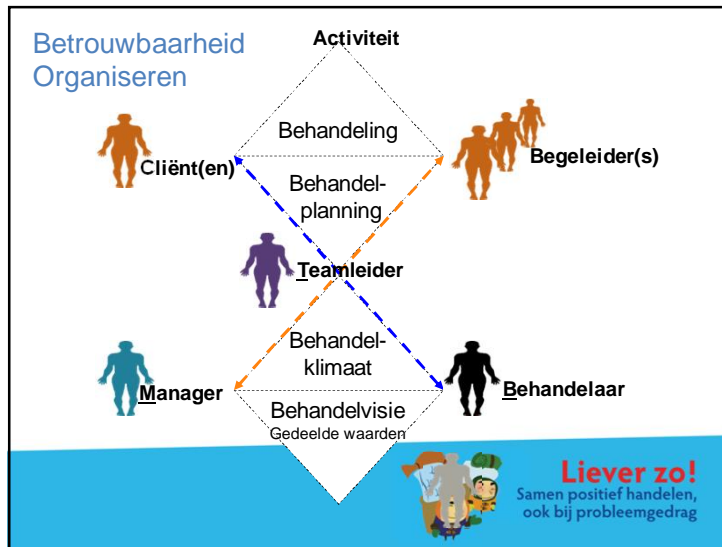 Betrouwbaarheid
Organiseren
Activiteit
Behandeling
Cliënt(en)
Begeleider(s)
Behandel-
planning
Teamleider
Behandel-
klimaat
Manager
Behandelaar
Behandelvisie
Gedeelde waarden
Liever zo!
Samen positief handelen,
ook bij probleemgedrag